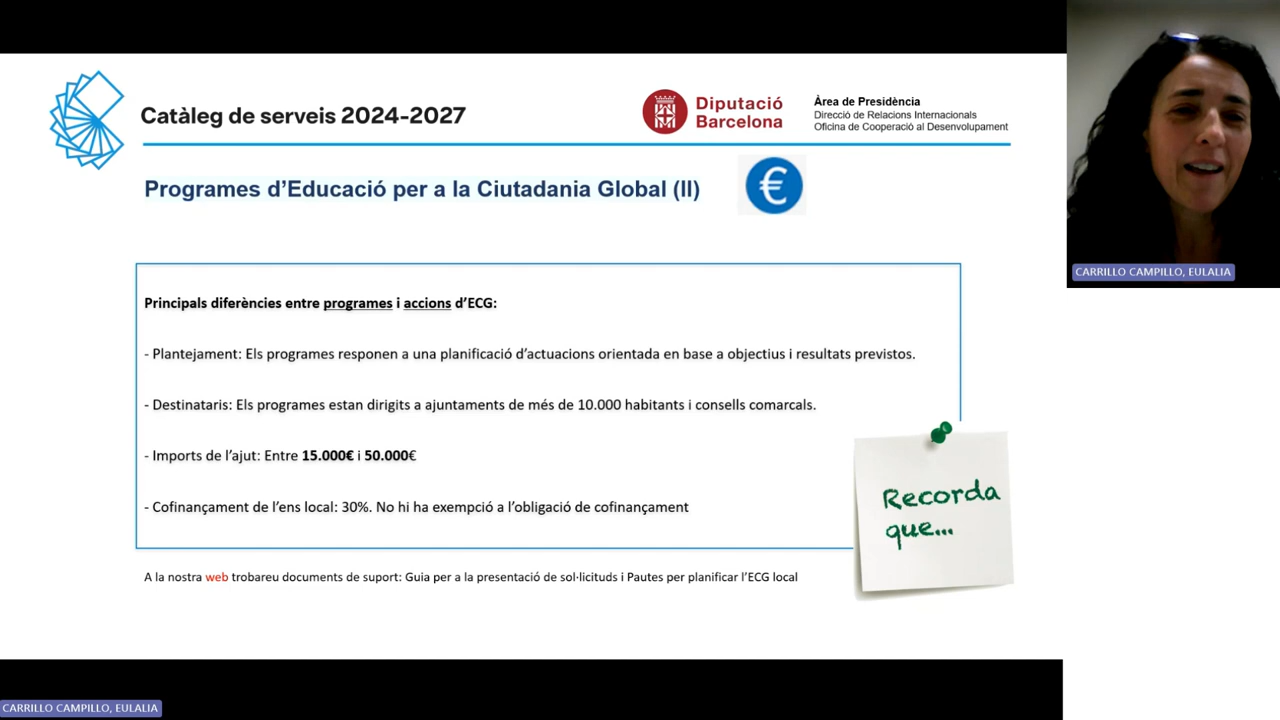 Catàleg de serveis 2024-2027
Diputació
Barcelona
Àrea de Presidència
Direcció de Relacions Internacionals
Oficina de Cooperació al Desenvolupament
Programes d'Educació per a la Ciutadania Global (II)
€
Principals diferències entre programes i accions d'ECG:
- Plantejament: Els programes responen a una planificació d'actuacions orientada en base a objectius i resultats previstos.
- Destinataris: Els programes estan dirigits a ajuntaments de més de 10.000 habitants i consells comarcals.
- Imports de l'ajut: Entre 15.000€ i 50.000€
- Cofinançament de l'ens local: 30%. No hi ha exempció a l'obligació de cofinançament
Recorda
que...
A la nostra web trobareu documents de suport: Guia per a la presentació de sol·licituds i Pautes per planificar l'ECG local
CARRILLO CAMPILLO, EULALIA
CARRILLO CAMPILLO, EULALIA